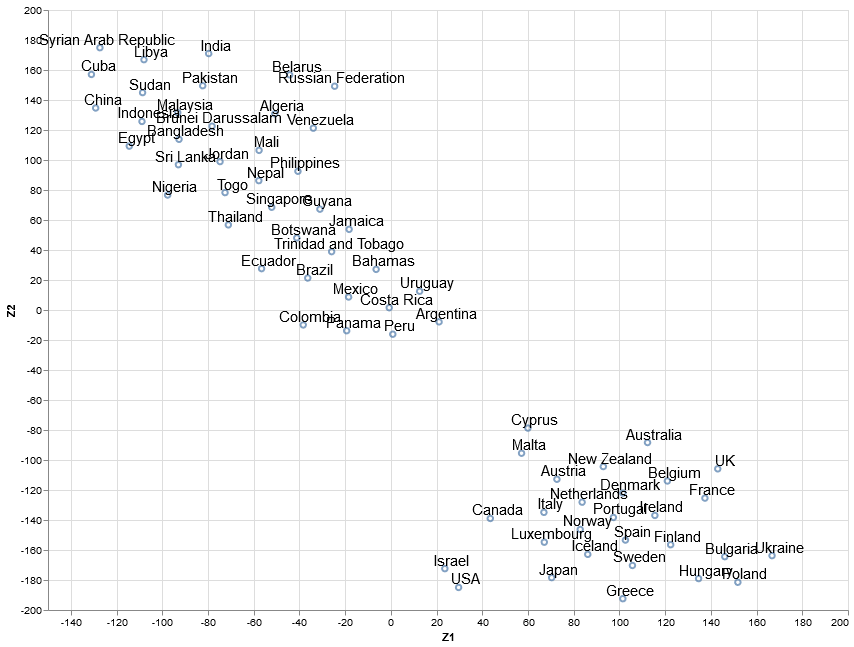 200
180
160
140
120
100
80
60
40
20
0
-20
-40
-60
-80
-100
-120
-140
-160
-180
-200
Z2
Syrian Arab Republic
Libya
India
Cuba
Belarus
Russian Federation
Pakistan
Sudan
China
Malaysia
Algeria
Indonesia
Brunei Darussalam
Venezuela
Bangladesh
Egypt
Mali
Sri Lanka
Jordan
Philippines
Nepal
Nigeria
Togo
Singapore
Guyana
Thailand
Jamaica
Botswana
Trinidad and Tobago
Ecuador
Brazil
Bahamas
Mexico
Uruguay
Costa Rica
Colombia
Panama
Peru
Argentina
Cyprus
Australia
Malta
New Zealand
UK
Austria
Belgium
Denmark
Netherlands
France
Italy
Portugal
Ireland
Canada
Norway
Luxembourg
Spain
Finland
Iceland
Bulgaria
Ukraine
Israel
Sweden
USA
Japan
Hungary
Poland
Greece
-140 -120 -100 -80 -60 -40 -20 0 20 40 60 80 100 120 140 160 180 200
Z1